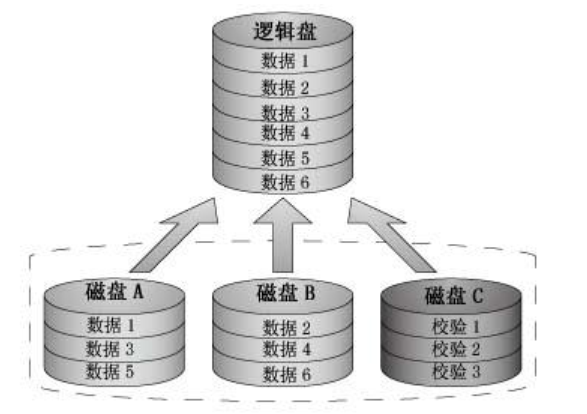 逻辑盘
数据 1
数据 2
数据 3
数据 4
数据 5
数据 6
磁盘 A
数据 1
数据 3
数据 5
磁盘 B
数据 2
数据 4
数据 6
磁盘 C
校验 1
校验 2
校验 3